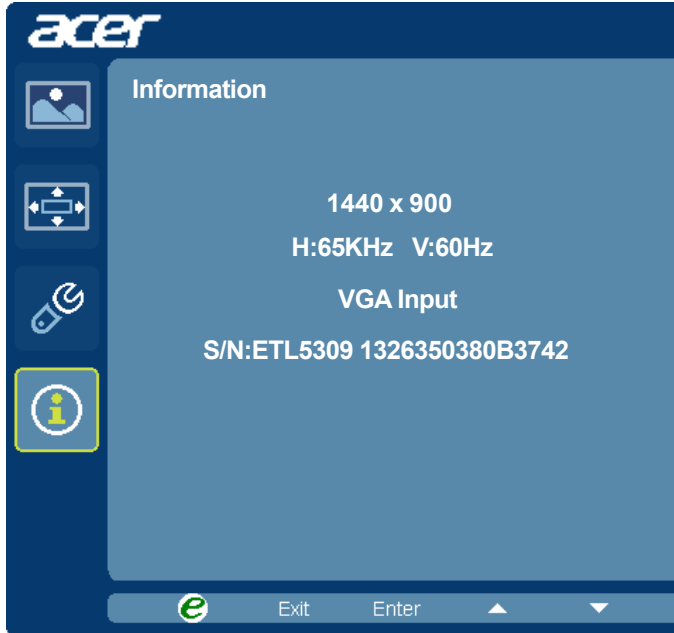 acer
Information
1440 x 900
H:65KHz V:60Hz
VGA Input
S/N:ETL5309 1326350380B3742
e Exit Enter